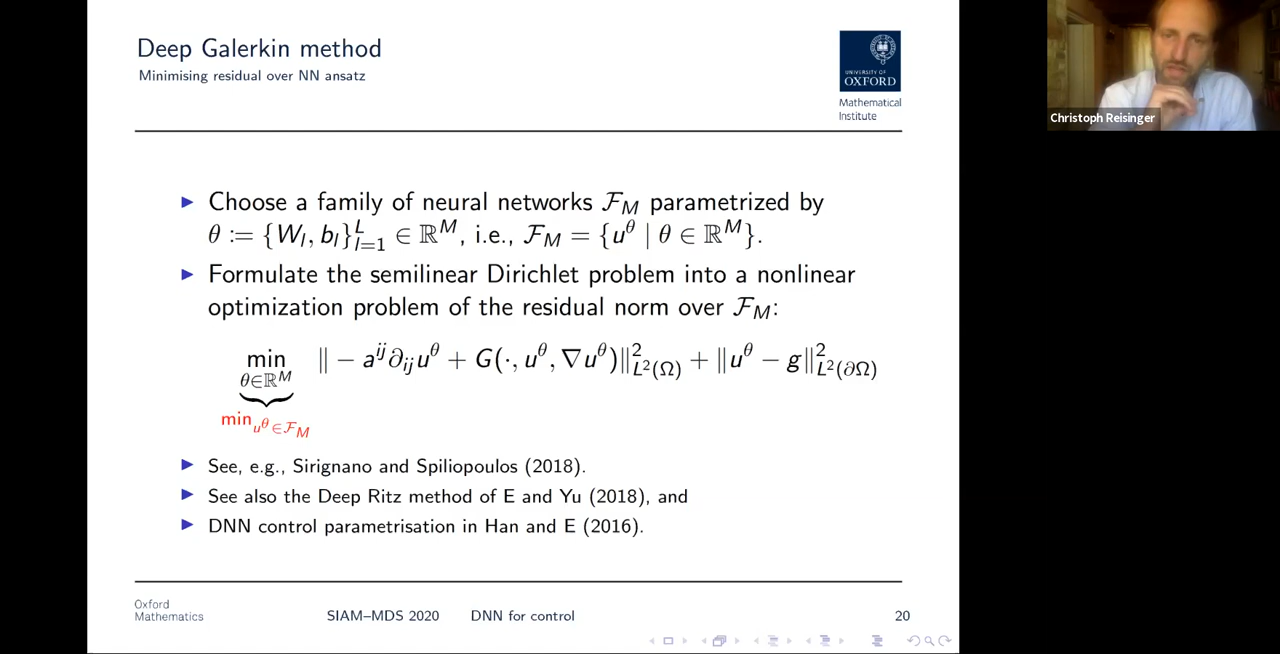 Deep Galerkin method
Minimising residual over NN ansatz
UNIVERSITY OF
OXFORD
Mathematical
Institute
Christoph Reisinger
▶ Choose a family of neural networks 𝓕_M parametrized by
θ := {W_l, b_l}_{l=1}^L ∈ ℝ^M, i.e., 𝓕_M = {u^θ | θ ∈ ℝ^M}.
▶ Formulate the semilinear Dirichlet problem into a nonlinear
optimization problem of the residual norm over 𝓕_M:
min_{θ∈ℝ^M} ‖ − a^{ij}∂_{ij}u^θ + G(·, u^θ, ∇u^θ)‖²_{L²(Ω)} + ‖u^θ − g‖²_{L²(∂Ω)}
min_{u^θ∈𝓕_M}
▶ See, e.g., Sirignano and Spiliopoulos (2018).
▶ See also the Deep Ritz method of E and Yu (2018), and
▶ DNN control parametrisation in Han and E (2016).
Oxford
Mathematics
SIAM–MDS 2020 DNN for control 20